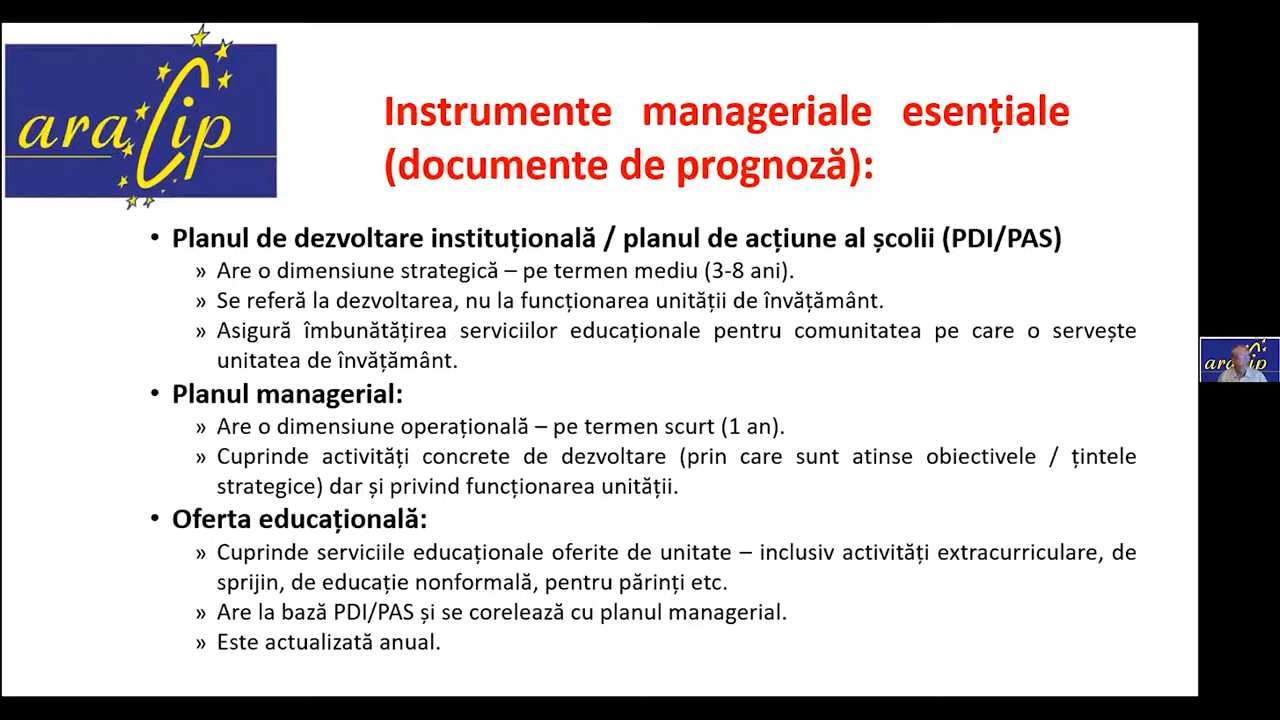 aracip
Instrumente manageriale esențiale
(documente de prognoză):
• Planul de dezvoltare instituțională / planul de acțiune al școlii (PDI/PAS)
» Are o dimensiune strategică – pe termen mediu (3-8 ani).
» Se referă la dezvoltarea, nu la funcționarea unității de învățământ.
» Asigură îmbunătățirea serviciilor educaționale pentru comunitatea pe care o servește
unitatea de învățământ.
• Planul managerial:
» Are o dimensiune operațională – pe termen scurt (1 an).
» Cuprinde activități concrete de dezvoltare (prin care sunt atinse obiectivele / țintele
strategice) dar și privind funcționarea unității.
• Oferta educațională:
» Cuprinde serviciile educaționale oferite de unitate – inclusiv activități extracurriculare, de
sprijin, de educație nonformală, pentru părinți etc.
» Are la bază PDI/PAS și se corelează cu planul managerial.
» Este actualizată anual.